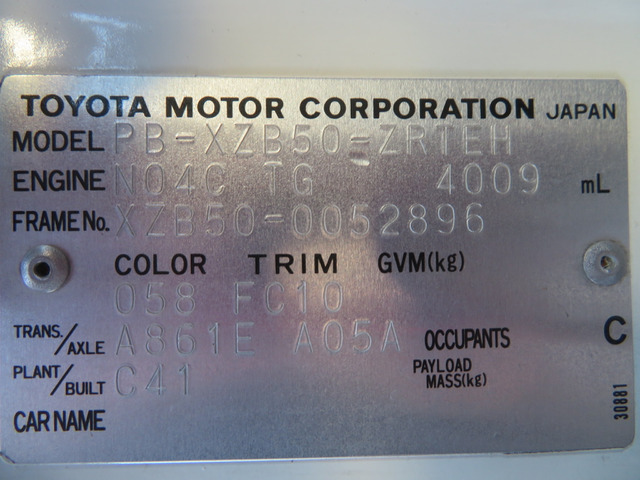 TOYOTA MOTOR CORPORATION JAPAN
MODEL PB-XZB50-ZRTEH
ENGINE N04C TG 4009 mL
FRAME No. XZB50-0052896
COLOR TRIM GVM(kg)
058 FC10
TRANS./AXLE A861E A05A OCCUPANTS C
PLANT/BUILT C41 PAYLOAD MASS(kg)
CAR NAME
30881